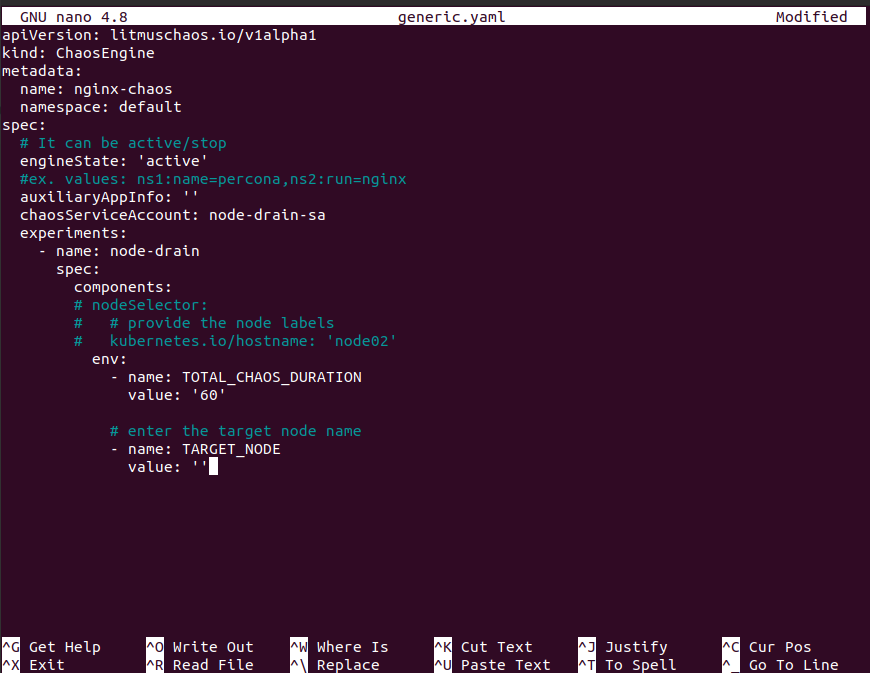 GNU nano 4.8 generic.yaml Modified
apiVersion: litmuschaos.io/v1alpha1
kind: ChaosEngine
metadata:
  name: nginx-chaos
  namespace: default
spec:
  # It can be active/stop
  engineState: 'active'
  #ex. values: ns1:name=percona,ns2:run=nginx
  auxiliaryAppInfo: ''
  chaosServiceAccount: node-drain-sa
  experiments:
    - name: node-drain
      spec:
        components:
        # nodeSelector:
        #   # provide the node labels
        #   kubernetes.io/hostname: 'node02'
          env:
            - name: TOTAL_CHAOS_DURATION
              value: '60'

            # enter the target node name
            - name: TARGET_NODE
              value: ''
^G Get Help ^O Write Out ^W Where Is ^K Cut Text ^J Justify ^C Cur Pos
^X Exit ^R Read File ^\ Replace ^U Paste Text ^T To Spell ^_ Go To Line